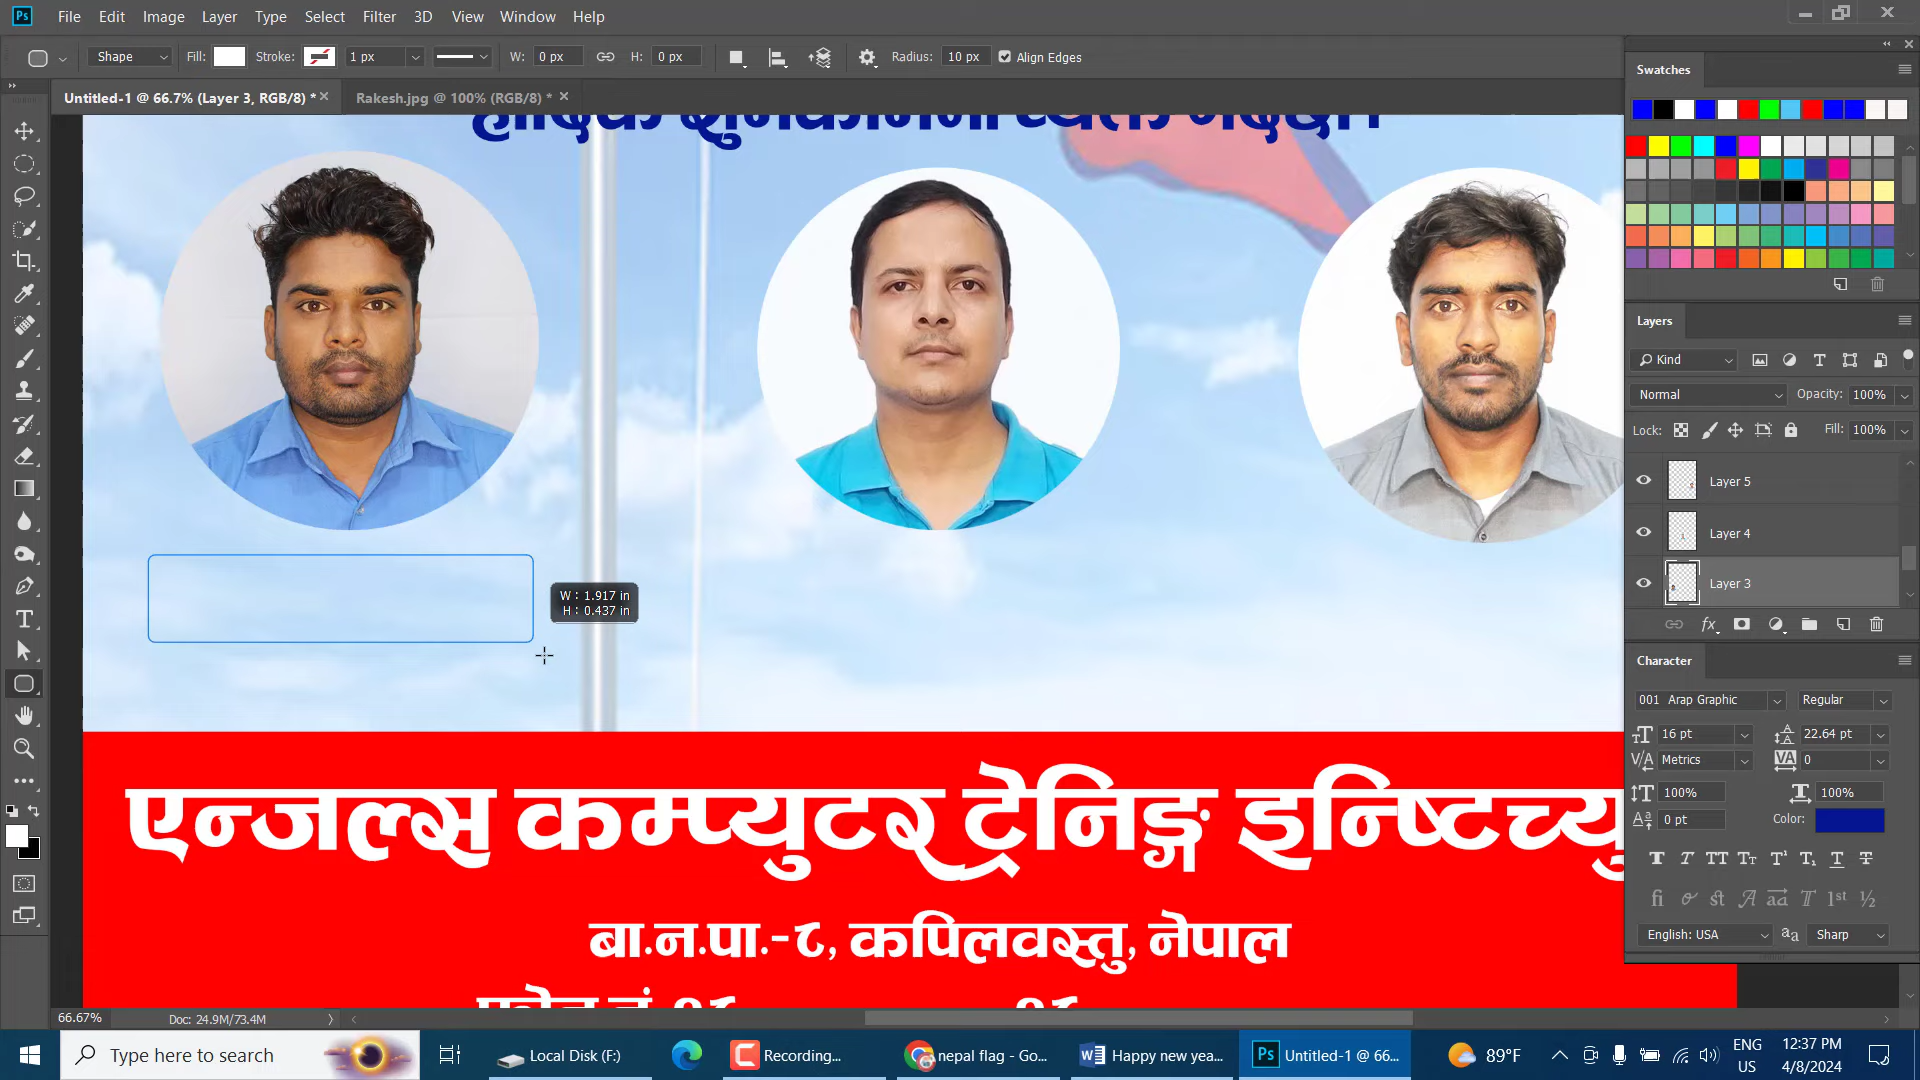 File Edit Image Layer Type Select Filter 3D View Window Help
Shape Fill: Stroke: 1 px W: 0 px H: 0 px Radius: 10 px Align Edges
Untitled-1 @ 66.7% (Layer 3, RGB/8) * Rakesh.jpg @ 100% (RGB/8) *
Swatches
हार्दिक शुभकामना व्यक्त गर्दछौं।
Layers
Kind
Normal Opacity: 100%
Lock: Fill: 100%
Layer 5
Layer 4
Layer 3
W: 1.917 in
H: 0.437 in
Character
001 Arap Graphic Regular
16 pt 22.64 pt
Metrics 0
100% 100%
0 pt Color:
English: USA Sharp
एन्जल्स कम्प्युटर ट्रेनिङ्ग इन्ष्टिच्यु
बा.न.पा.-८, कपिलवस्तु, नेपाल
66.67% Doc: 24.9M/73.4M
Type here to search Local Disk (F:) Recording... nepal flag - Go... Happy new yea... Untitled-1 @ 66... 89°F ENG US 12:37 PM 4/8/2024